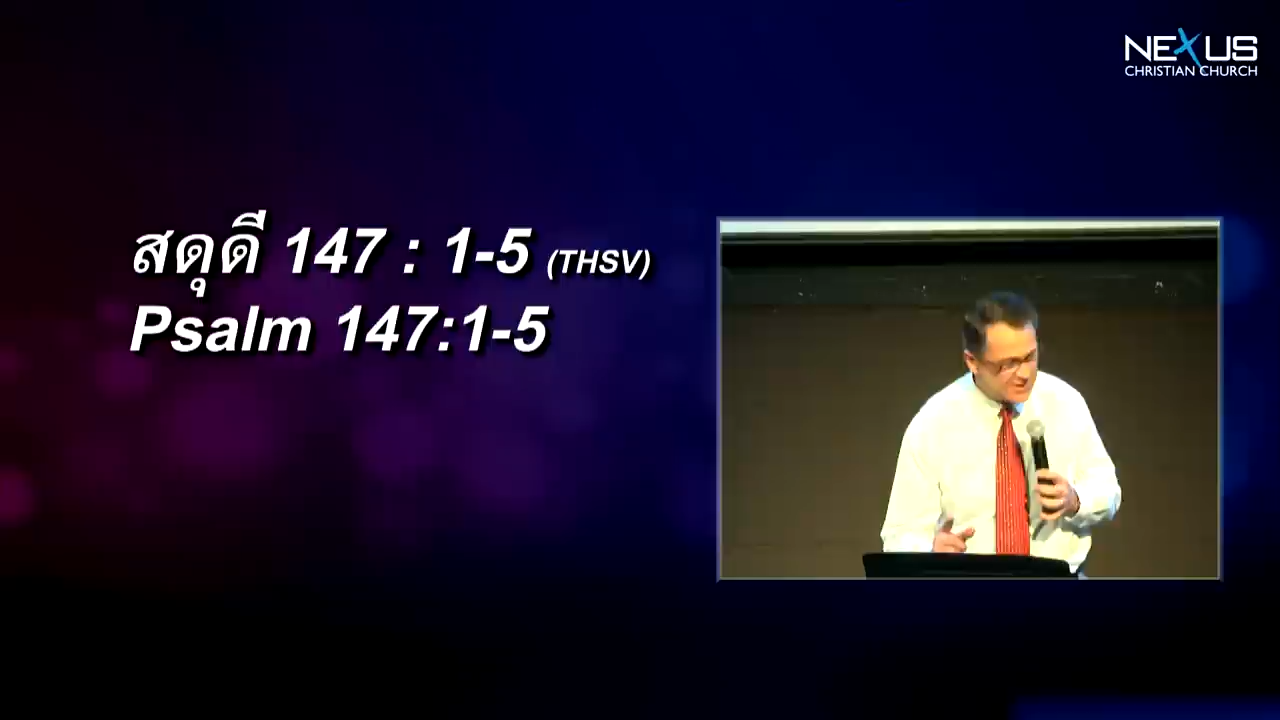 NEXUS
CHRISTIAN CHURCH
สดุดี 147 : 1-5 (THSV)
Psalm 147:1-5